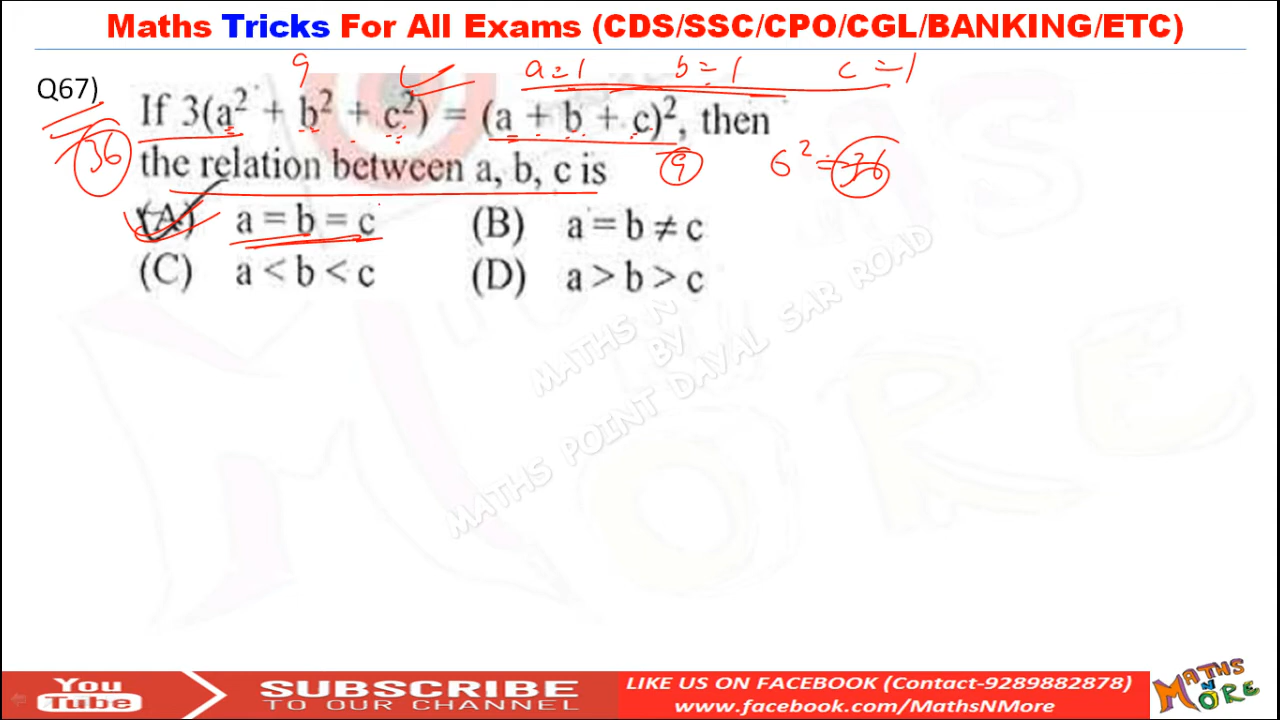 Maths Tricks For All Exams (CDS/SSC/CPO/CGL/BANKING/ETC)
9 a=1 b=1 c=1
Q67)
If 3(a² + b² + c²) = (a + b + c)², then
36 the relation between a, b, c is 9 6² = 36
(A) a = b = c (B) a = b ≠ c
(C) a < b < c (D) a > b > c
MATHS N
BY
MATHS POINT DAYAL SAR ROAD
MORE
You Tube SUBSCRIBE TO OUR CHANNEL
LIKE US ON FACEBOOK (Contact-9289882878)
www.facebook.com/MathsNMore
MATHS N MORE